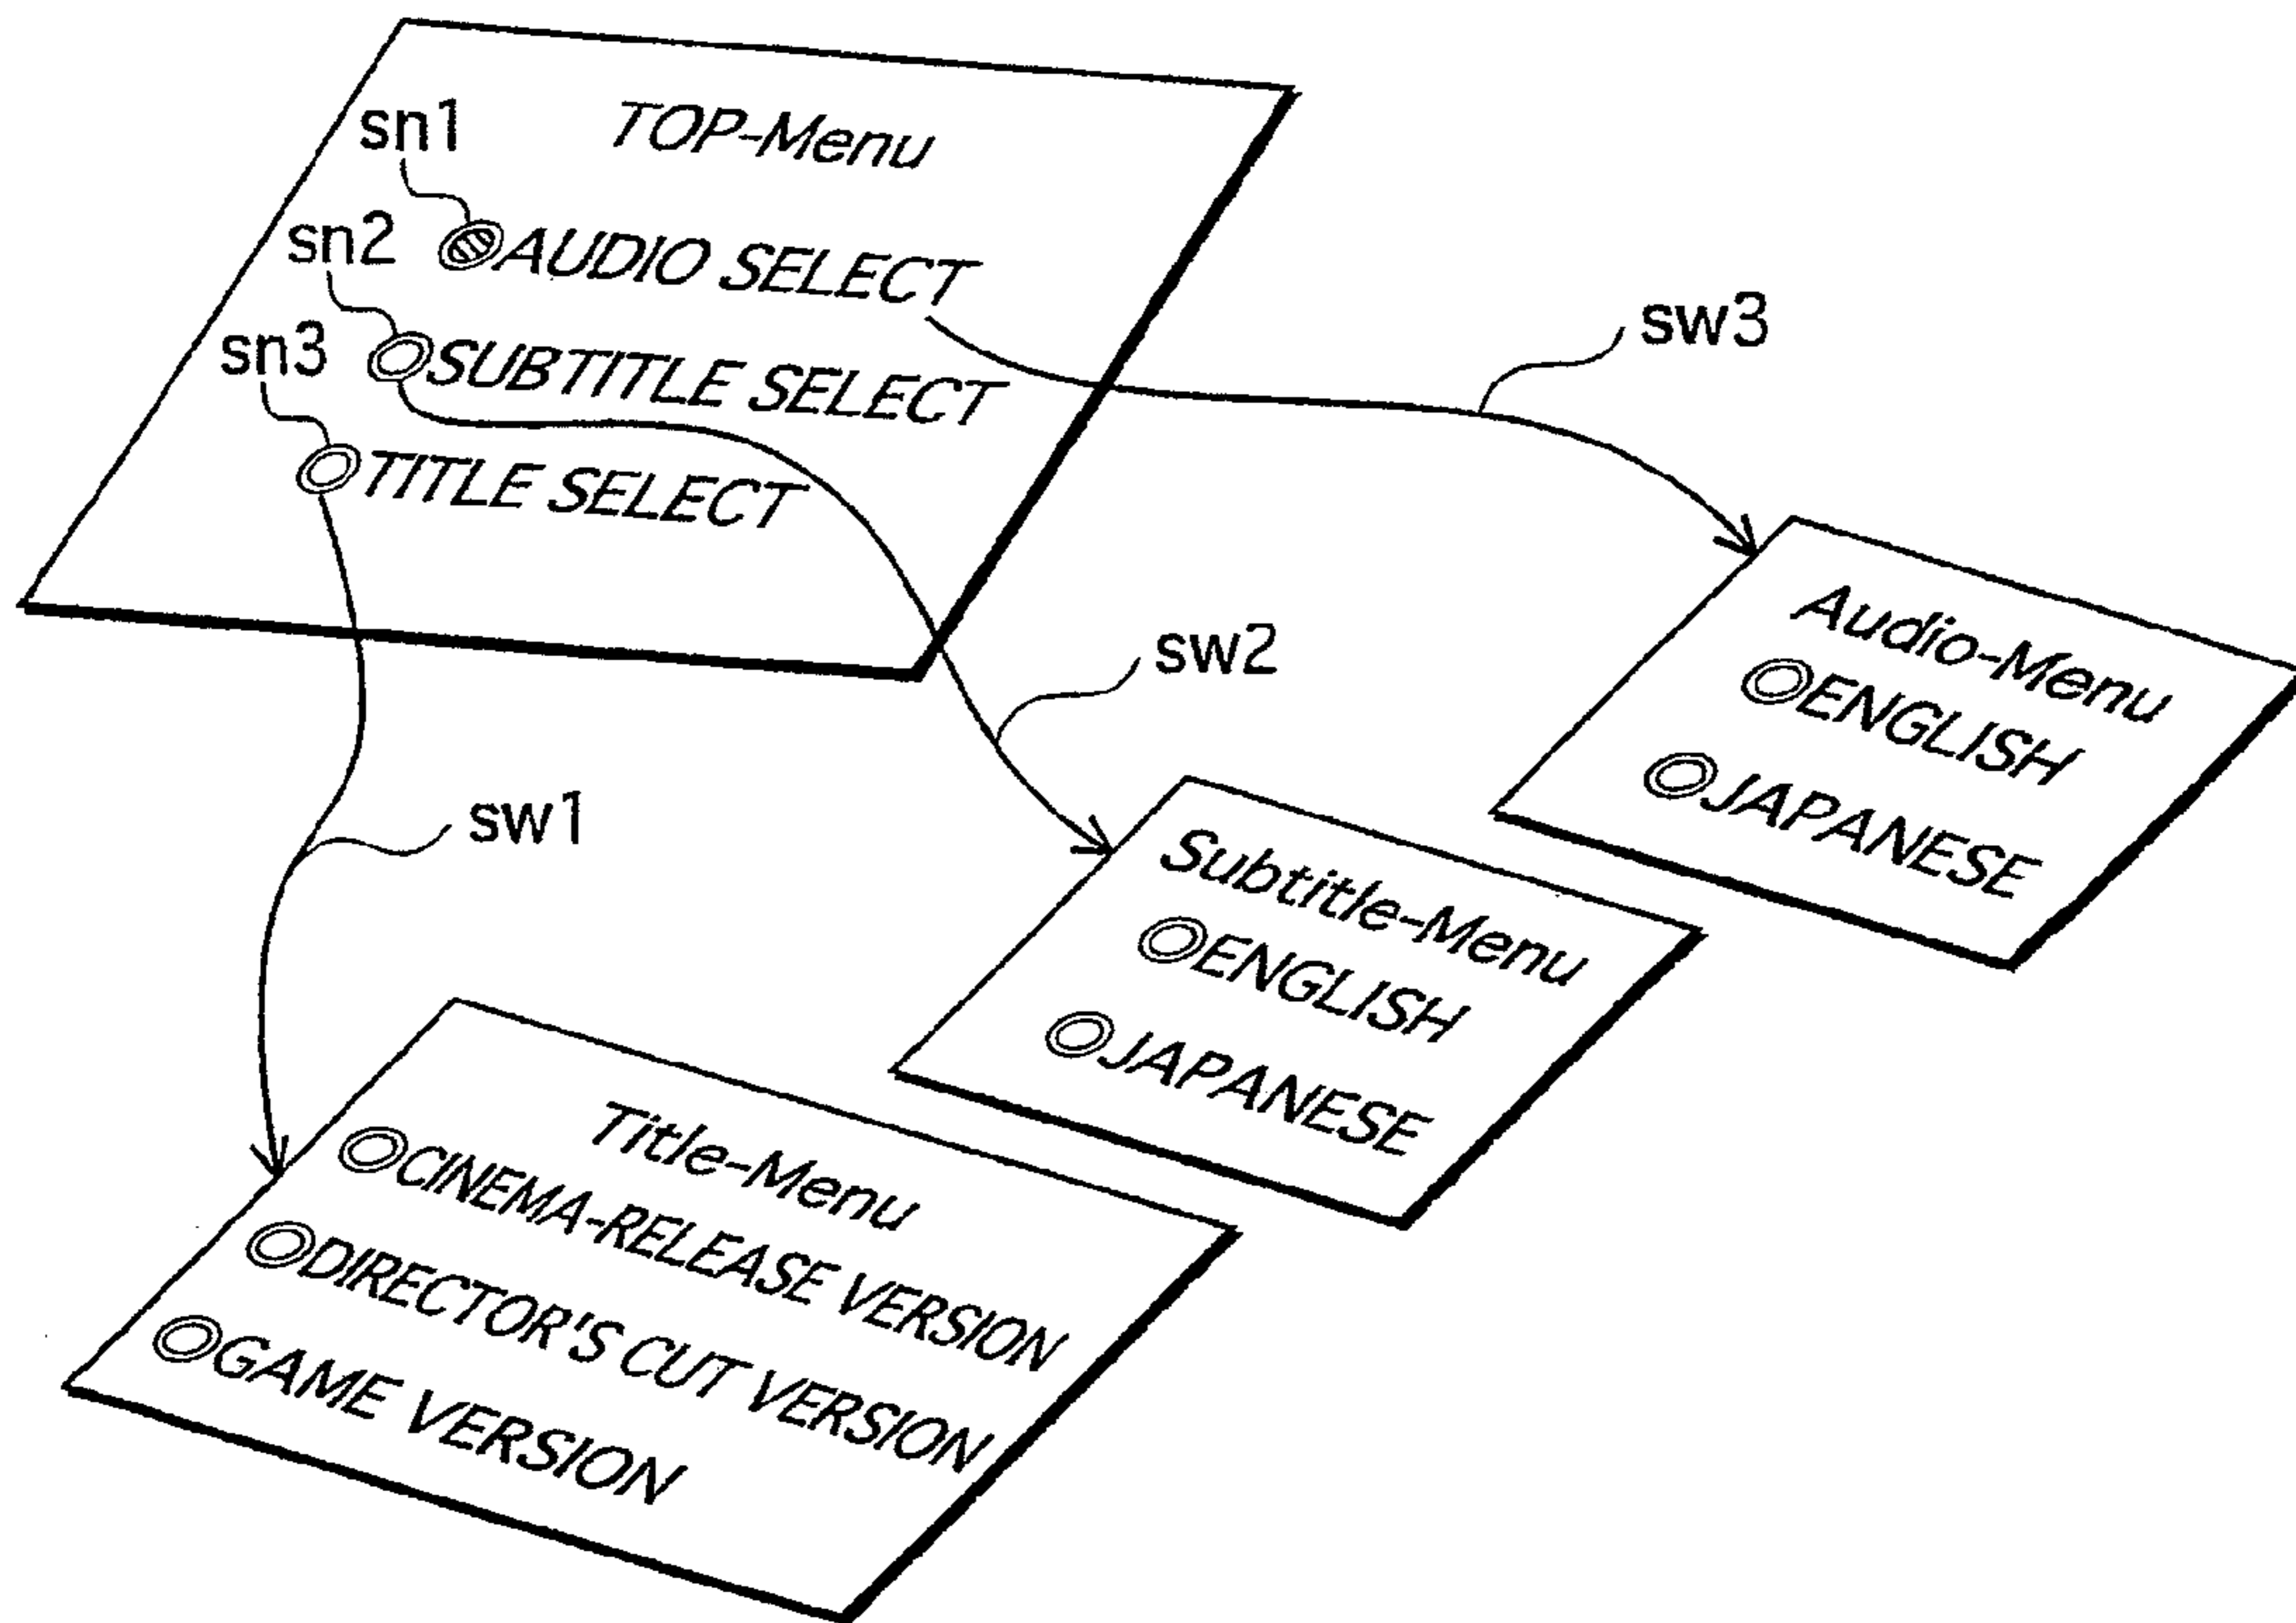 TOP-Menu
sn1
AUDIO SELECT
sn2
SUBTITLE SELECT
sn3
TITLE SELECT
sw3
sw2
sw1
Audio-Menu
ENGLISH
JAPANESE
Subtitle-Menu
ENGLISH
JAPANESE
Title-Menu
CINEMA-RELEASE VERSION
DIRECTOR'S CUT VERSION
GAME VERSION